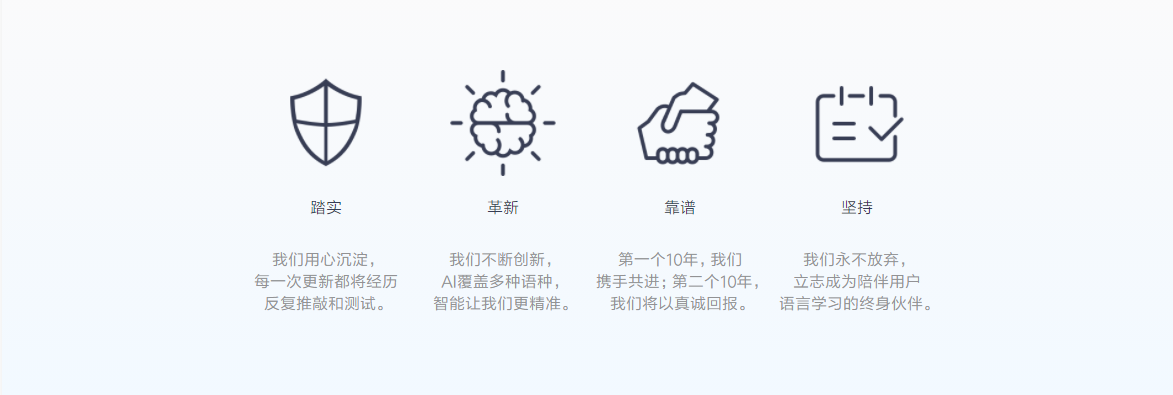 踏实
我们用心沉淀，
每一次更新都将经历
反复推敲和测试。
革新
我们不断创新，
AI覆盖多种语种，
智能让我们更精准。
靠谱
第一个10年，我们
携手共进；第二个10年，
我们将以真诚回报。
坚持
我们永不放弃，
立志成为陪伴用户
语言学习的终身伙伴。